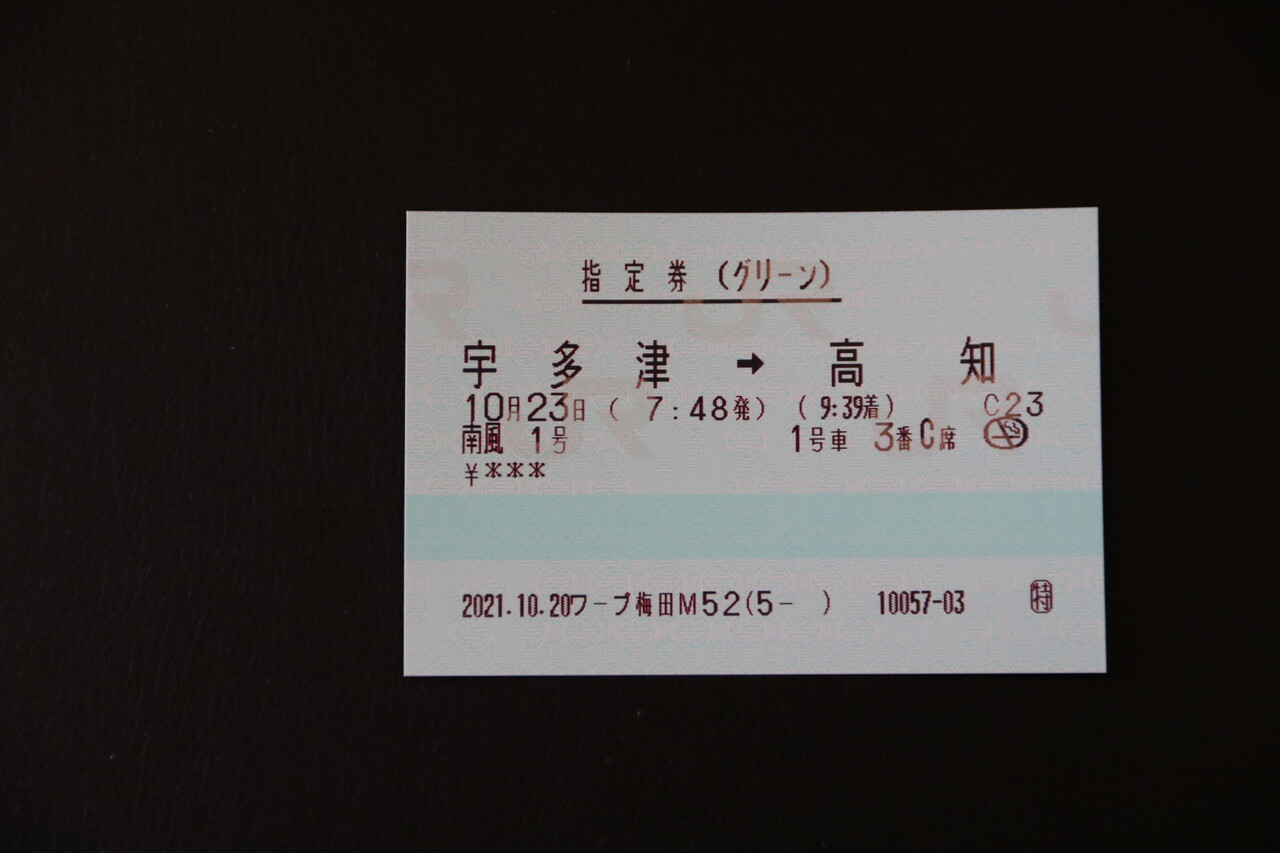 指定券(グリーン)
宇多津 → 高知
10月23日( 7:48発) ( 9:39着) C23
南風 1号 1号車 3番C席
¥***
2021.10.20ワープ梅田M52(5- ) 10057-03 特